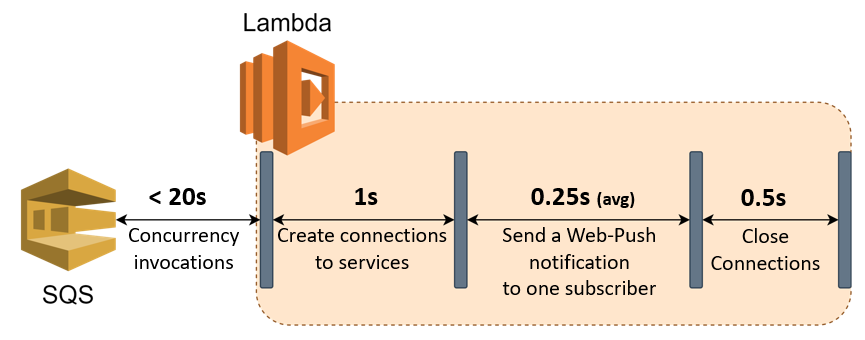 Lambda
< 20s
Concurrency
invocations
SQS
1s
Create connections
to services
0.25s (avg)
Send a Web-Push
notification
to one subscriber
0.5s
Close
Connections